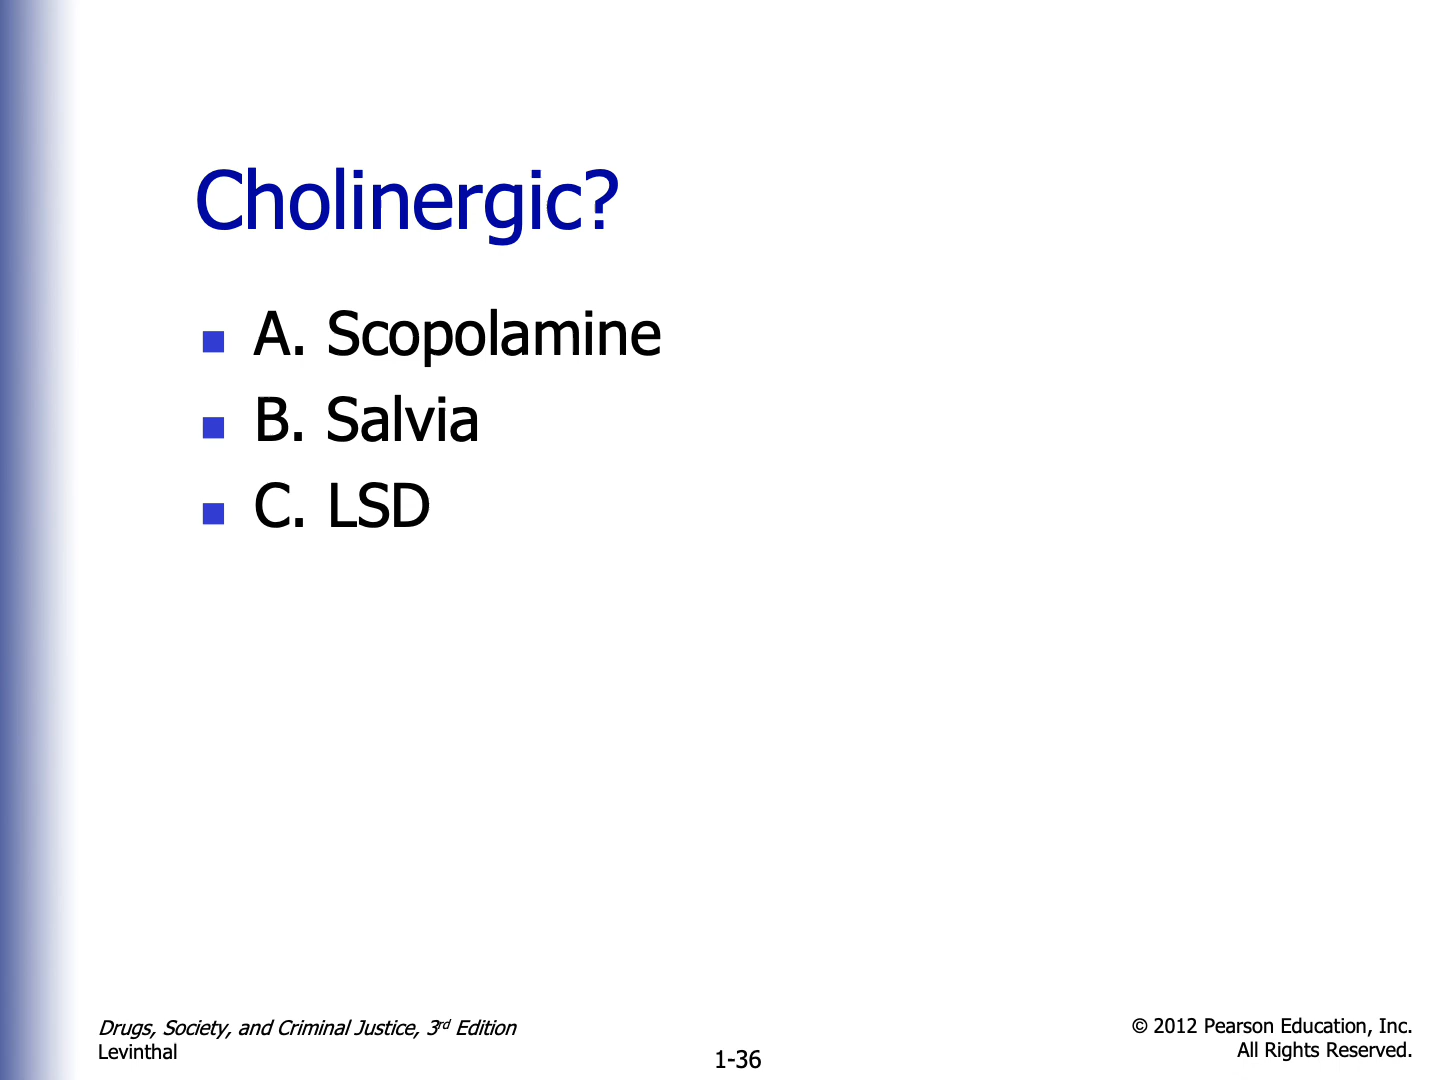 Cholinergic?
A. Scopolamine
B. Salvia
C. LSD
Drugs, Society, and Criminal Justice, 3rd Edition
Levinthal
1-36
© 2012 Pearson Education, Inc.
All Rights Reserved.